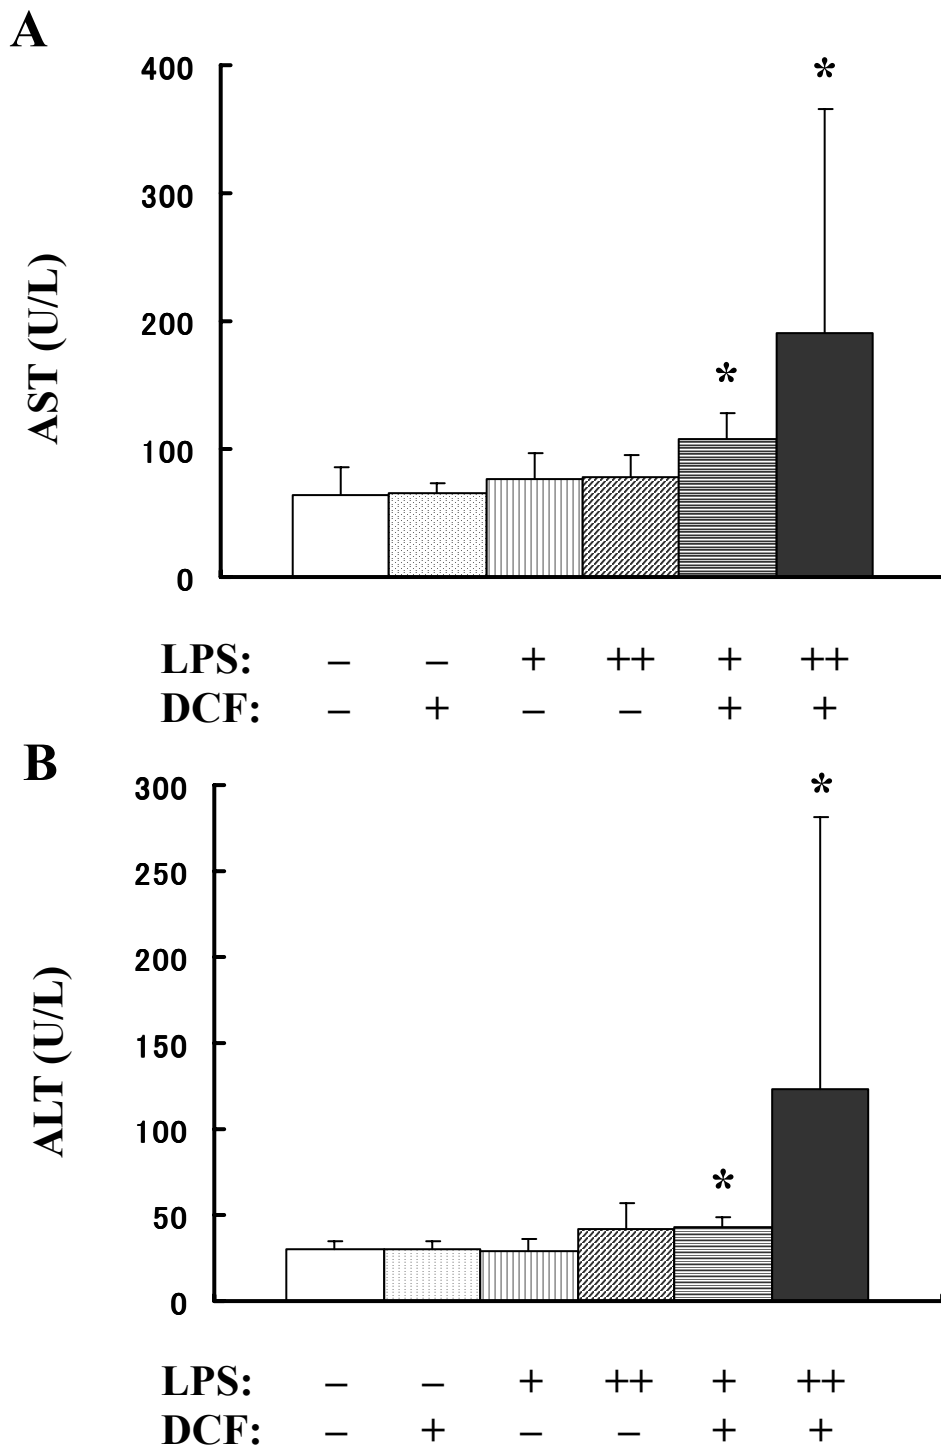 A
400
*
300
AST (U/L)
200
*
100
0
LPS: – – + ++ + ++
DCF: – + – – + +
B
300
*
250
200
ALT (U/L)
150
100
*
50
0
LPS: – – + ++ + ++
DCF: – + – – + +